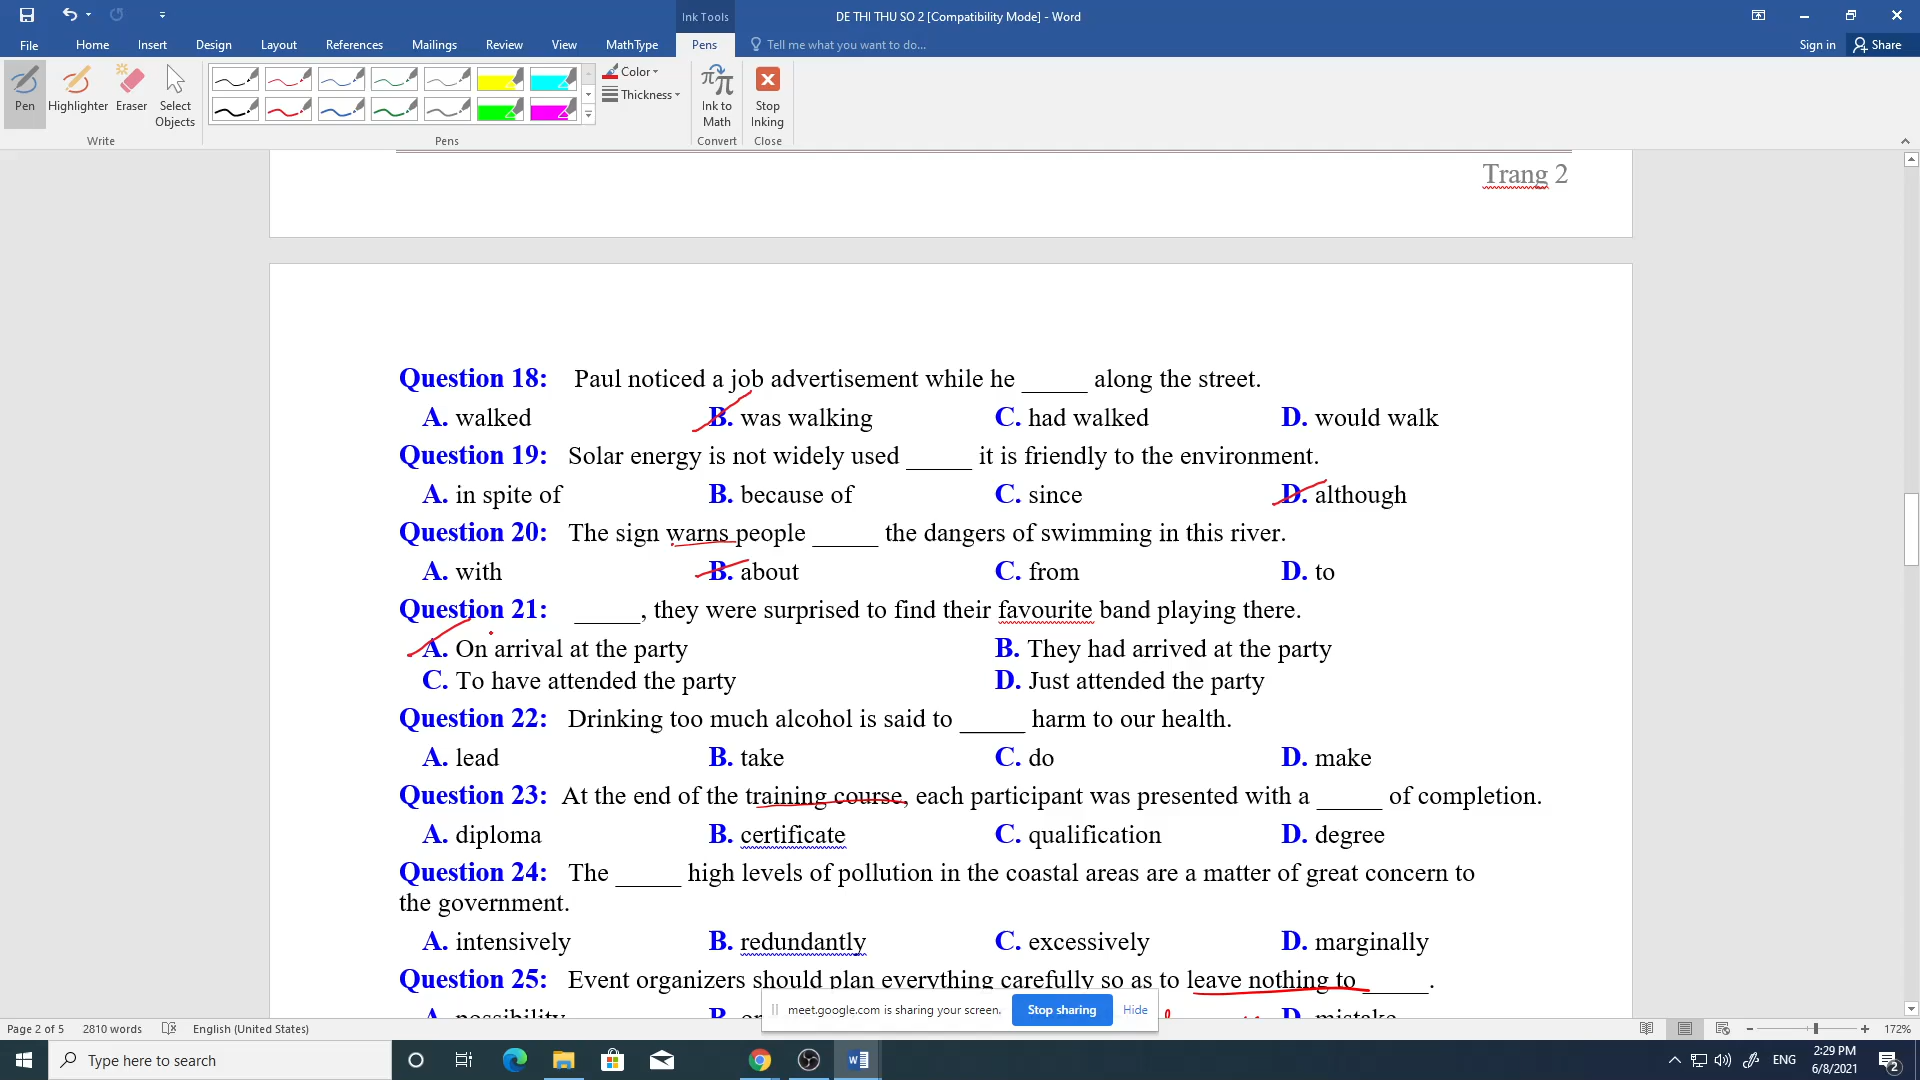 Ink Tools
DE THI THU SO 2 [Compatibility Mode] - Word
File Home Insert Design Layout References Mailings Review View MathType Pens Tell me what you want to do... Sign in Share
Pen Highlighter Eraser Select Objects
Color
Thickness
Ink to Math
Stop Inking
Write Pens Convert Close
Trang 2
Question 18: Paul noticed a job advertisement while he _____ along the street.
A. walked B. was walking C. had walked D. would walk
Question 19: Solar energy is not widely used _____ it is friendly to the environment.
A. in spite of B. because of C. since D. although
Question 20: The sign warns people _____ the dangers of swimming in this river.
A. with B. about C. from D. to
Question 21: _____, they were surprised to find their favourite band playing there.
A. On arrival at the party B. They had arrived at the party
C. To have attended the party D. Just attended the party
Question 22: Drinking too much alcohol is said to _____ harm to our health.
A. lead B. take C. do D. make
Question 23: At the end of the training course, each participant was presented with a _____ of completion.
A. diploma B. certificate C. qualification D. degree
Question 24: The _____ high levels of pollution in the coastal areas are a matter of great concern to
the government.
A. intensively B. redundantly C. excessively D. marginally
Question 25: Event organizers should plan everything carefully so as to leave nothing to _____.
A. possibility B. D. mistake
meet.google.com is sharing your screen. Stop sharing Hide
Page 2 of 5 2810 words English (United States) 172%
Type here to search
ENG
2:29 PM
6/8/2021
2